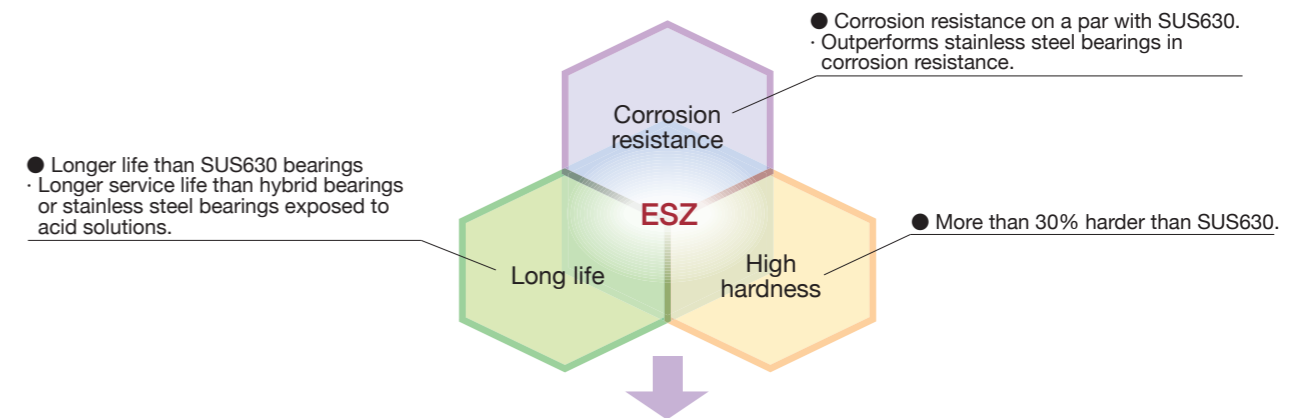 ● Corrosion resistance on a par with SUS630.
· Outperforms stainless steel bearings in
corrosion resistance.
Corrosion
resistance
● Longer life than SUS630 bearings
· Longer service life than hybrid bearings
or stainless steel bearings exposed to
acid solutions.
ESZ
● More than 30% harder than SUS630.
Long life
High
hardness